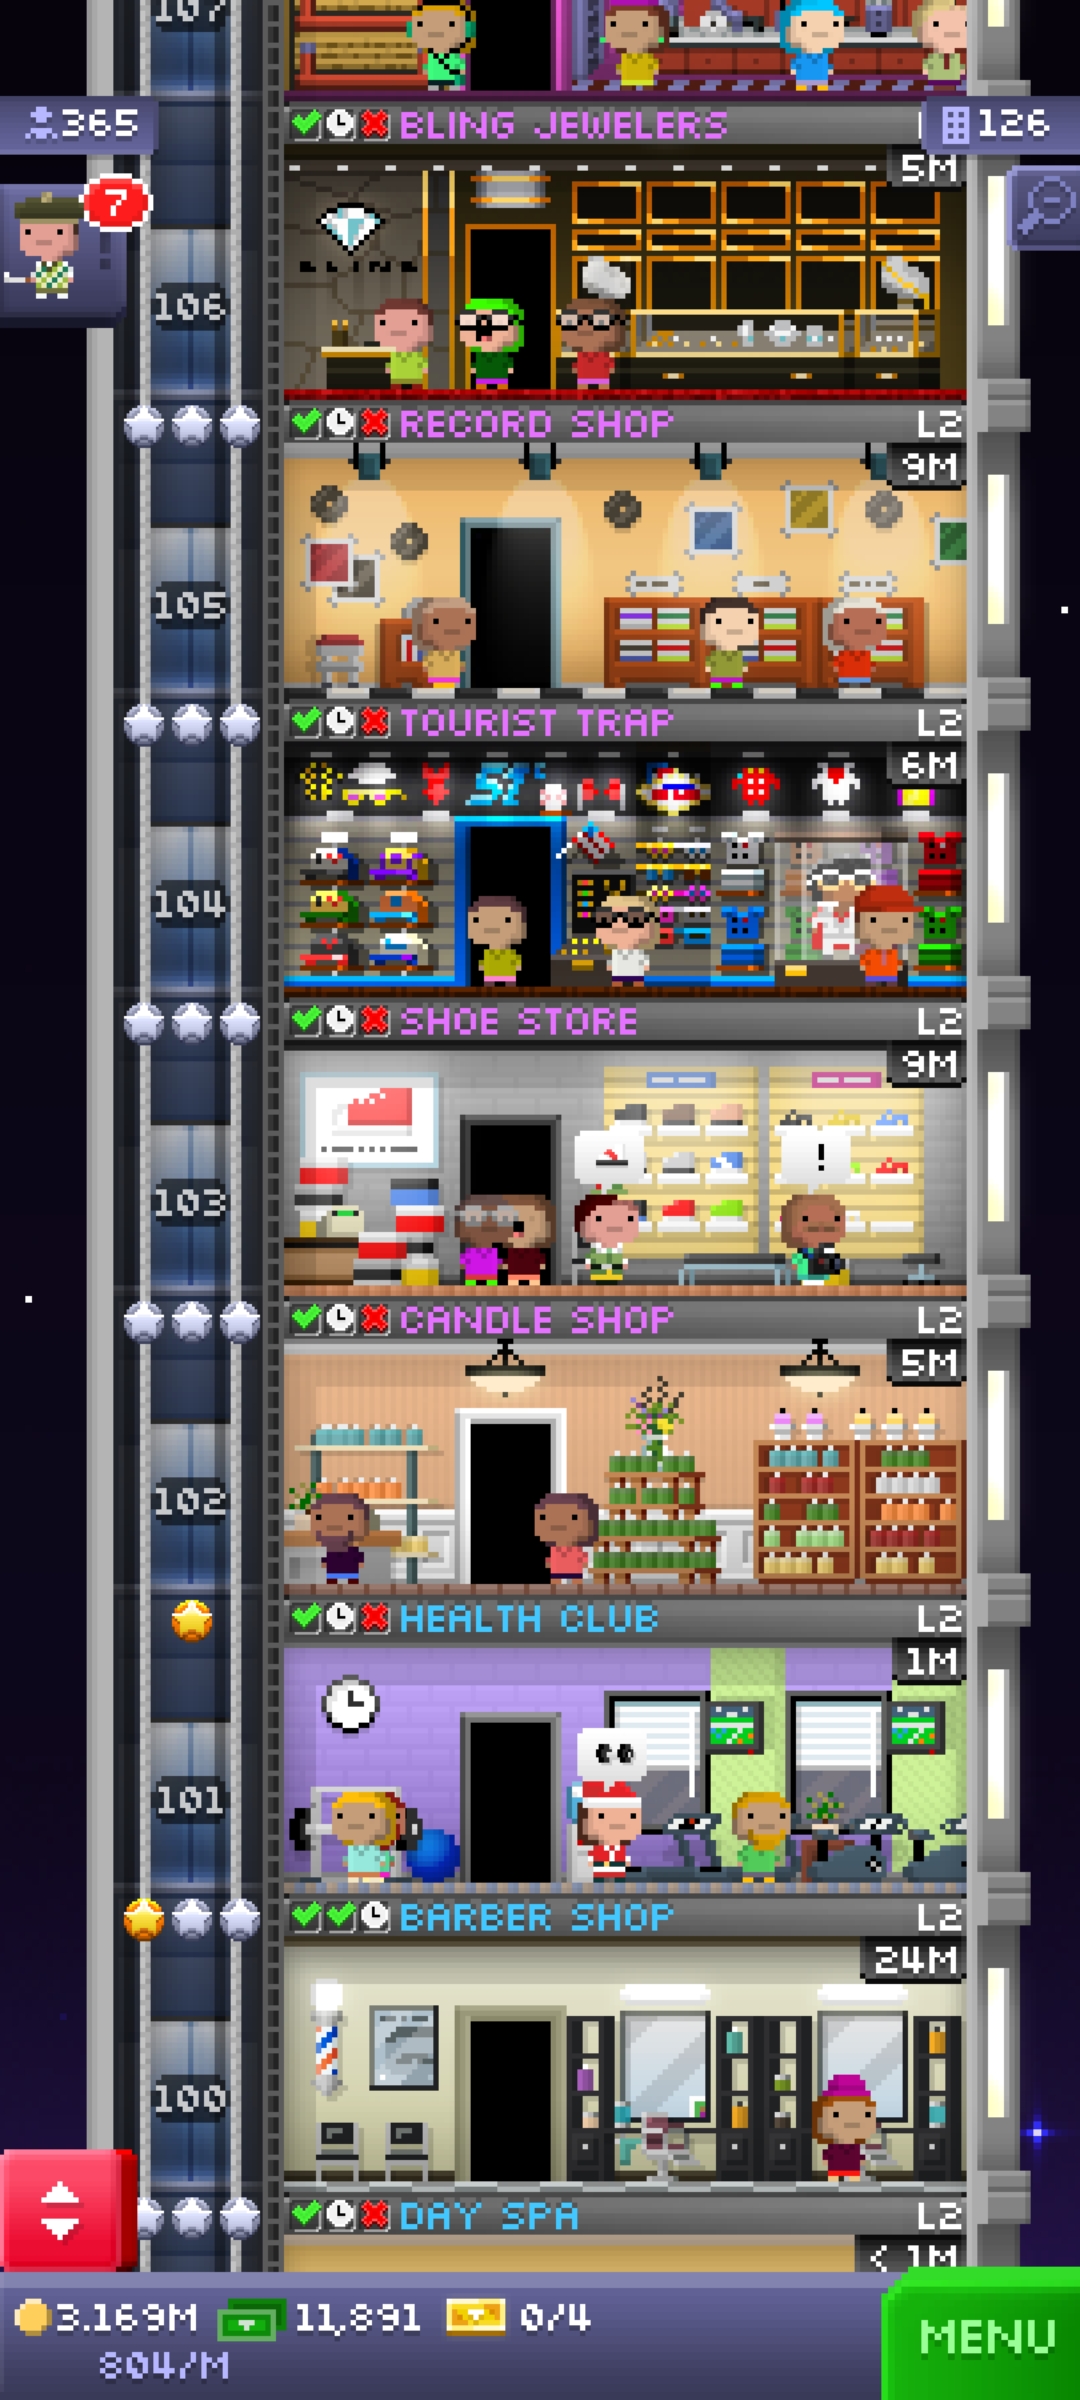 107
BLING JEWELERS
365
126
5M
7
BLING
106
RECORD SHOP L2
9M
105
TOURIST TRAP L2
6M
104
SHOE STORE L2
9M
!
103
CANDLE SHOP L2
5M
102
HEALTH CLUB L2
1M
101
BARBER SHOP L2
24M
100
DAY SPA L2
< 1M
3.169M 11,891 0/4
804/M
MENU